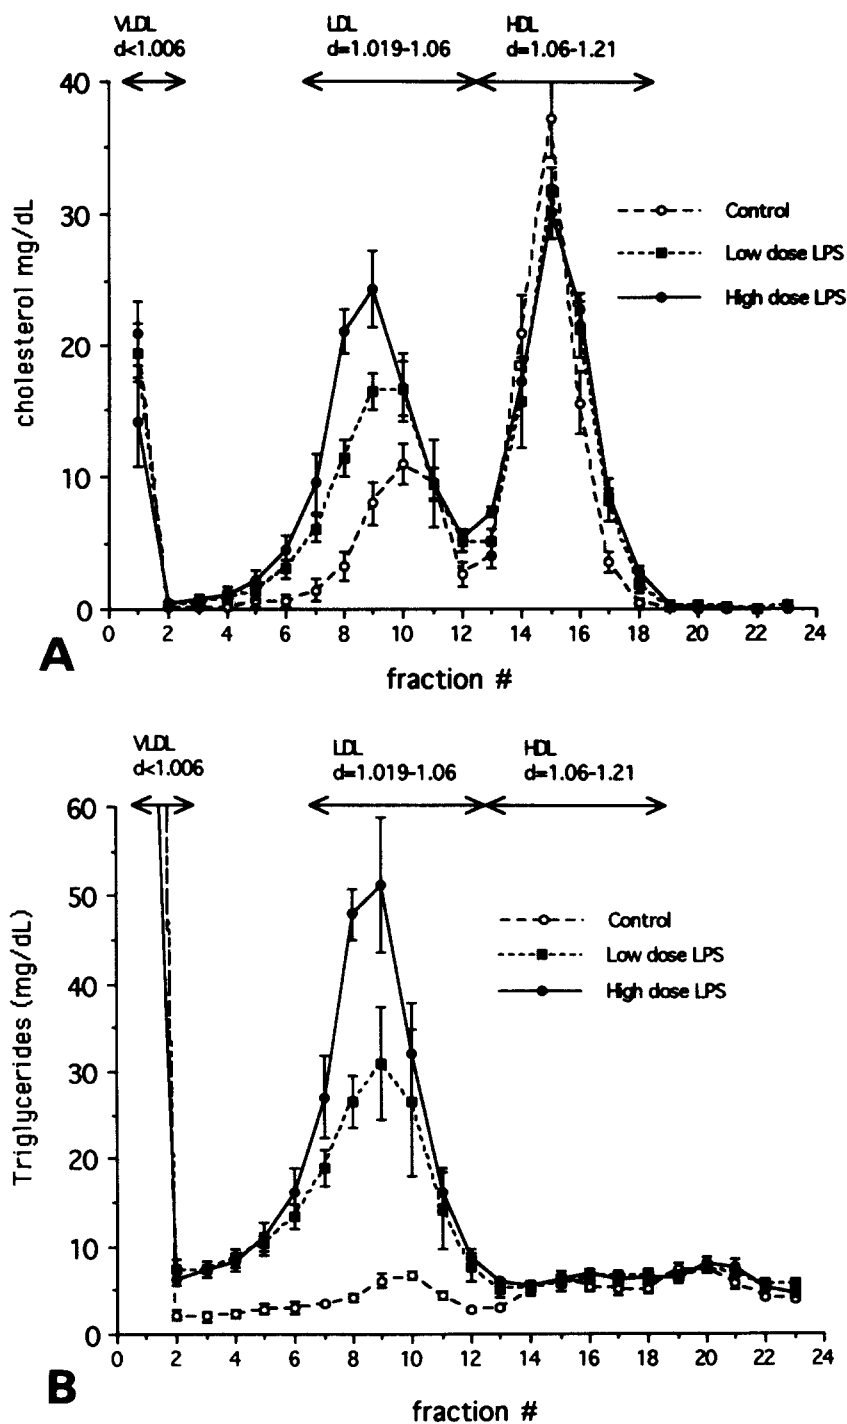 VLDL LDL HDL
d<1.006 d=1.019-1.06 d=1.06-1.21
40
30
20
10
0
cholesterol mg/dL
Control
Low dose LPS
High dose LPS
0 2 4 6 8 10 12 14 16 18 20 22 24
A
fraction #
VLDL LDL HDL
d<1.006 d=1.019-1.06 d=1.06-1.21
60
50
40
30
20
10
0
Triglycerides (mg/dL)
Control
Low dose LPS
High dose LPS
0 2 4 6 8 10 12 14 16 18 20 22 24
B
fraction #